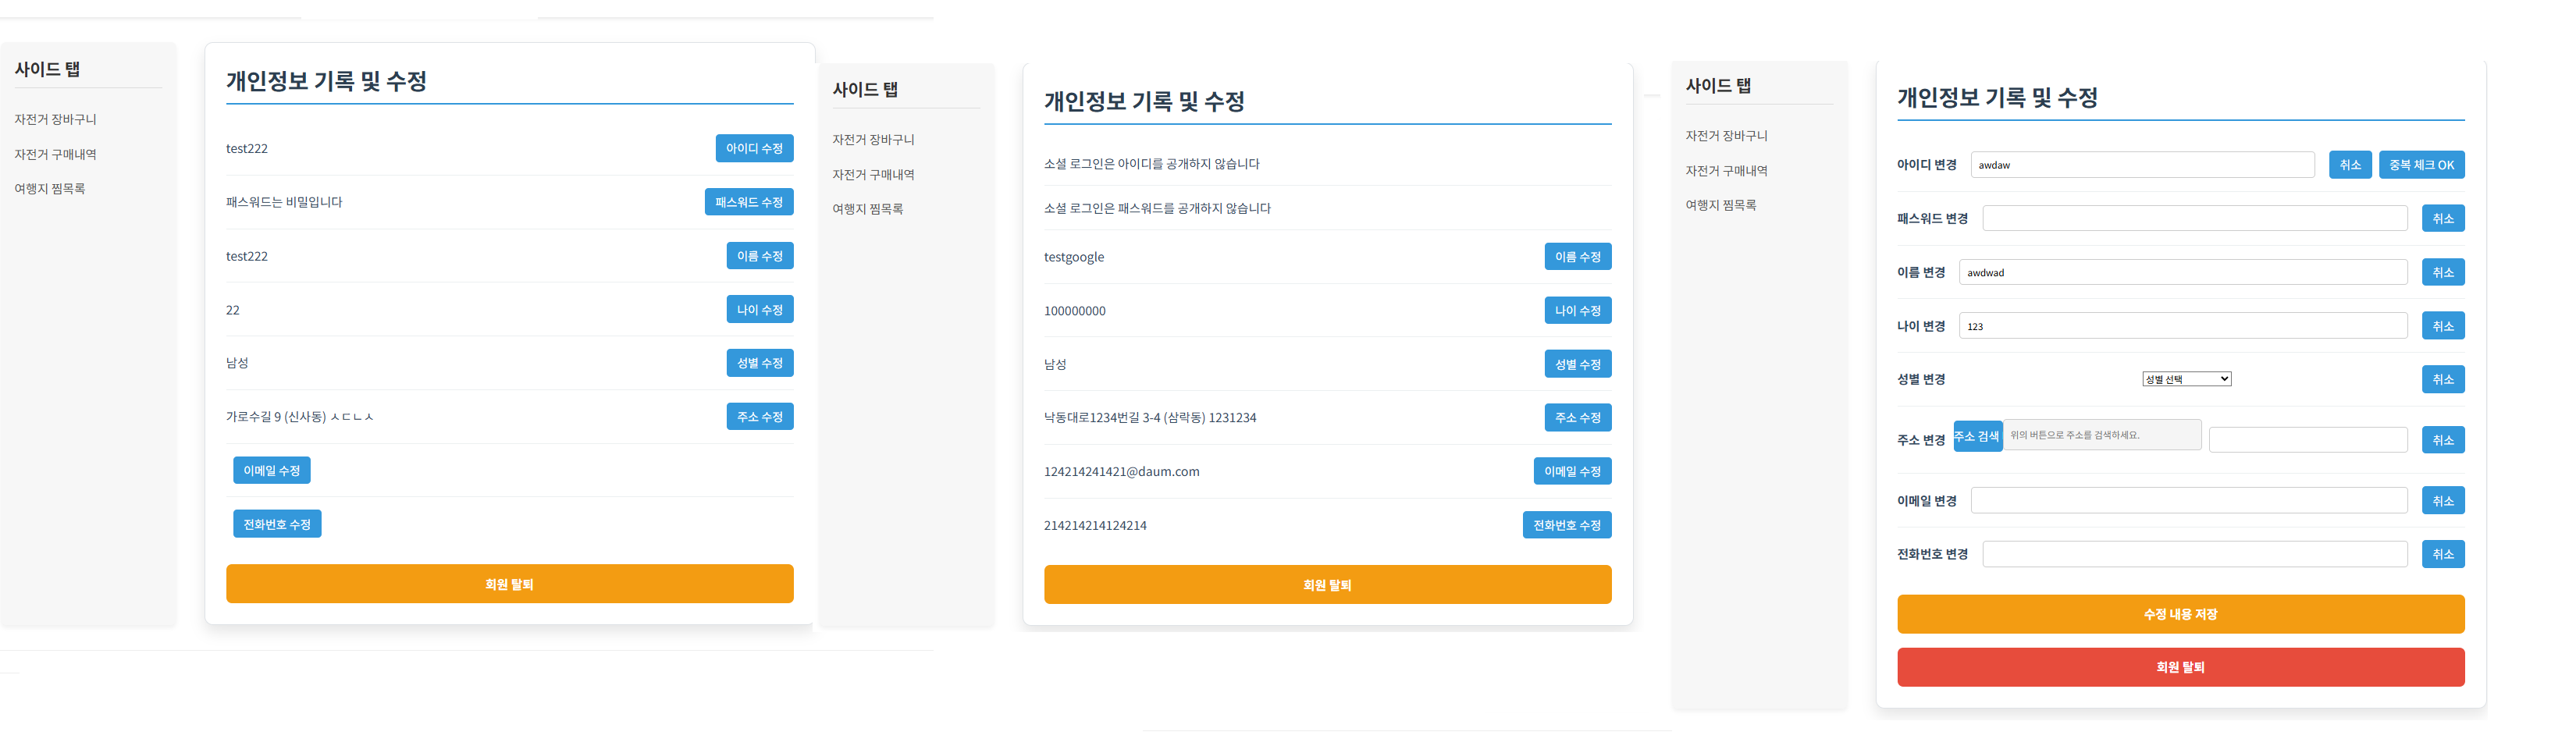 사이드 탭
자전거 장바구니
자전거 구매내역
여행지 찜목록
개인정보 기록 및 수정
test222 아이디 수정
패스워드는 비밀입니다 패스워드 수정
test222 이름 수정
22 나이 수정
남성 성별 수정
가로수길 9 (신사동) ㅅㄷㄴㅅ 주소 수정
이메일 수정
전화번호 수정
회원 탈퇴
사이드 탭
자전거 장바구니
자전거 구매내역
여행지 찜목록
개인정보 기록 및 수정
소셜 로그인은 아이디를 공개하지 않습니다
소셜 로그인은 패스워드를 공개하지 않습니다
testgoogle 이름 수정
100000000 나이 수정
남성 성별 수정
낙동대로1234번길 3-4 (삼락동) 1231234 주소 수정
124214241421@daum.com 이메일 수정
214214214124214 전화번호 수정
회원 탈퇴
사이드 탭
자전거 장바구니
자전거 구매내역
여행지 찜목록
개인정보 기록 및 수정
아이디 변경 awdaw 취소 중복 체크 OK
패스워드 변경 취소
이름 변경 awdwad 취소
나이 변경 123 취소
성별 변경 성별 선택 취소
주소 변경 주소 검색 위의 버튼으로 주소를 검색하세요. 취소
이메일 변경 취소
전화번호 변경 취소
수정 내용 저장
회원 탈퇴